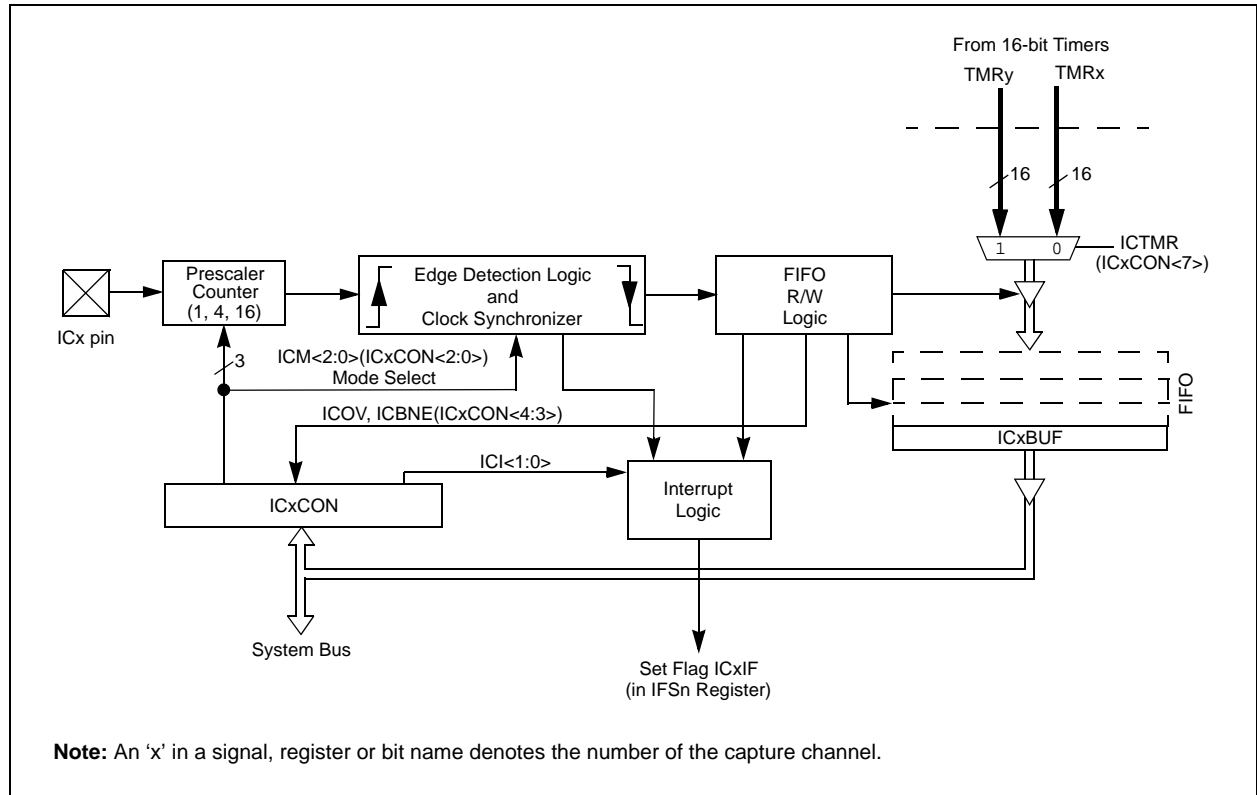 From 16-bit Timers
TMRy TMRx
16 16
1 0
ICTMR
(ICxCON<7>)
Prescaler
Counter
(1, 4, 16)
Edge Detection Logic
and
Clock Synchronizer
FIFO
R/W
Logic
ICx pin
3
ICM<2:0>(ICxCON<2:0>)
Mode Select
FIFO
ICOV, ICBNE(ICxCON<4:3>)
ICxBUF
ICI<1:0>
ICxCON
Interrupt
Logic
System Bus
Set Flag ICxIF
(in IFSn Register)
Note: An ‘x’ in a signal, register or bit name denotes the number of the capture channel.